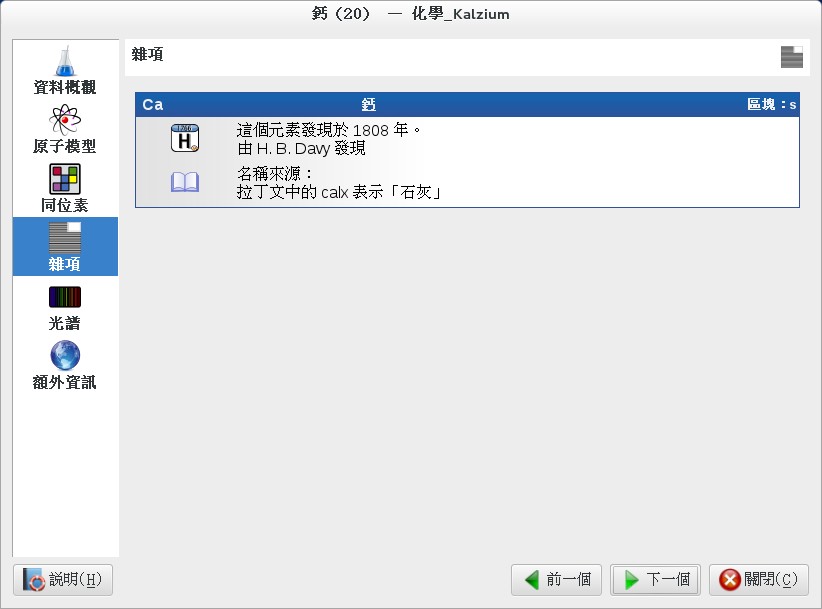 鈣（20） — 化學_Kalzium
資料概觀
原子模型
同位素
雜項
光譜
額外資訊
雜項
Ca 鈣 區塊：s
這個元素發現於 1808 年。
由 H. B. Davy 發現
名稱來源：
拉丁文中的 calx 表示「石灰」
說明(H) 前一個 下一個 關閉(C)